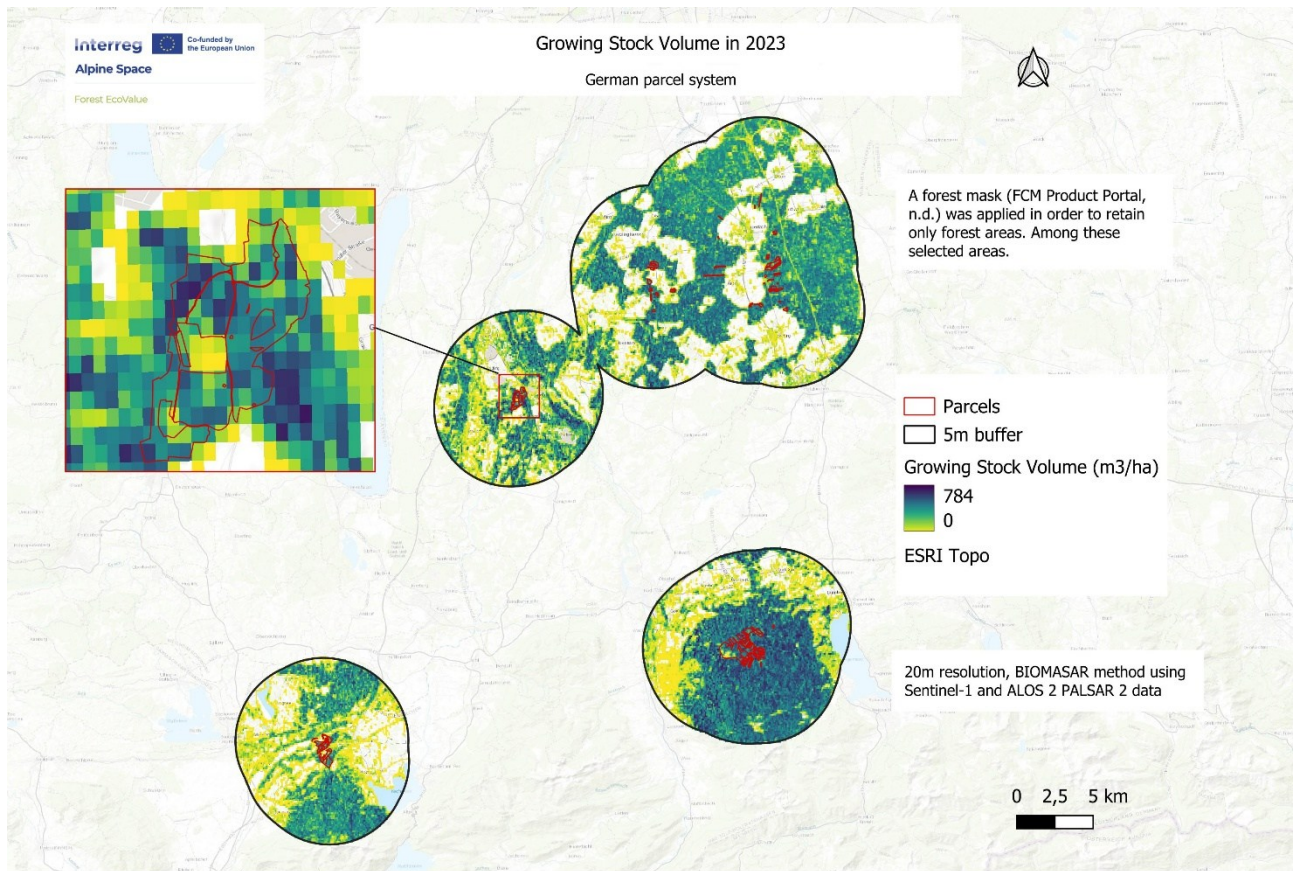 Interreg
Co-funded by
the European Union
Alpine Space
Forest EcoValue
Growing Stock Volume in 2023
German parcel system
A forest mask (FCM Product Portal,
n.d.) was applied in order to retain
only forest areas. Among these
selected areas.
Parcels
5m buffer
Growing Stock Volume (m3/ha)
784
0
ESRI Topo
20m resolution, BIOMASAR method using
Sentinel-1 and ALOS 2 PALSAR 2 data
0 2,5 5 km